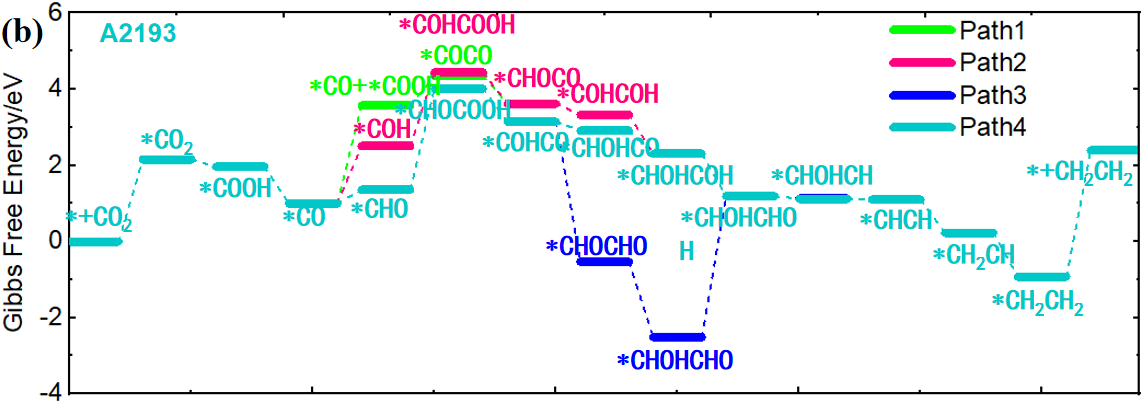 (b)
A2193
Gibbs Free Energy/eV
6
4
2
0
-2
-4
Path1
Path2
Path3
Path4
*+CO₂
*CO₂
*COOH
*CO
*CO+*COOH
*COH
*CHO
*COHCOOH
*COCO
*CHOCOOH
*CHOCO
*COHCO
*COHCOH
*CHOHCO
*CHOCHO
*CHOHCOH
*CHOHCHO
*CHOHCHO
H
*CHOHCH
*CHCH
*CH₂CH
*CH₂CH₂
*+CH₂CH₂